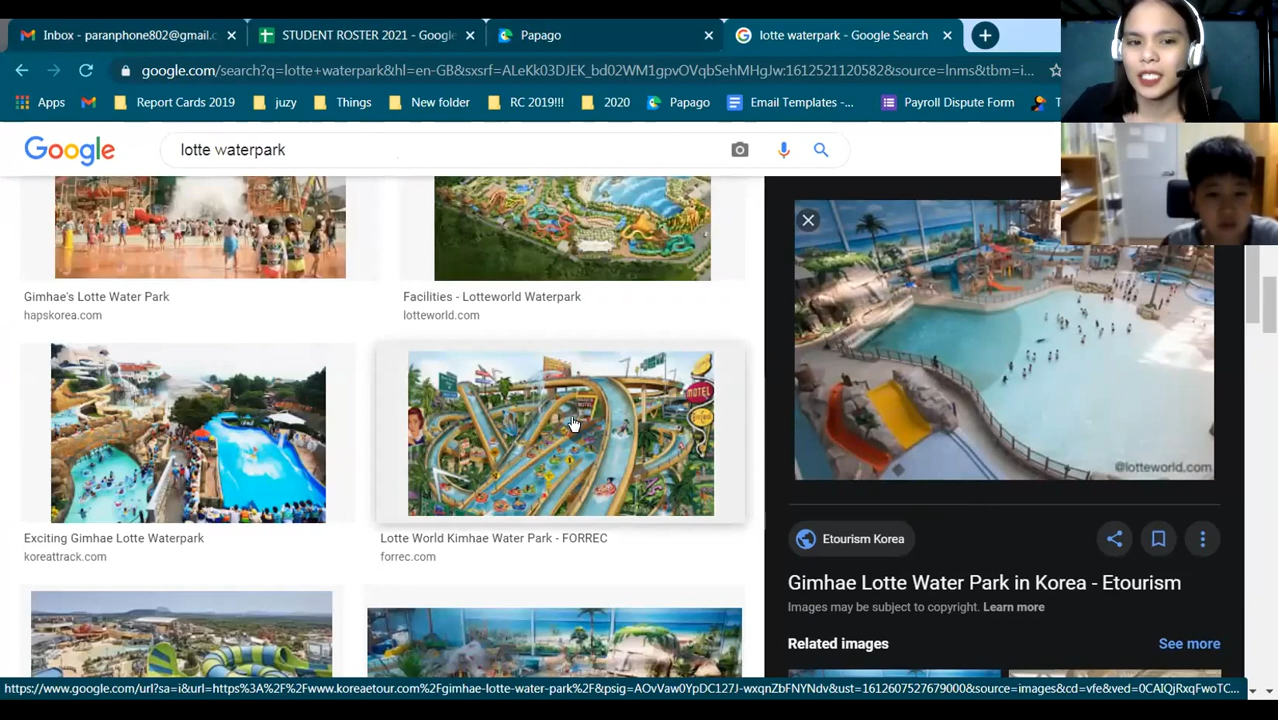 Inbox - paranphone802@gmail.c
STUDENT ROSTER 2021 - Google
Papago
lotte waterpark - Google Search
google.com/search?q=lotte+waterpark&hl=en-GB&sxsrf=ALeKk03DJEK_bd02WM1gpvOVqbSehMHgJw:1612521120582&source=lnms&tbm=i...
Apps
Report Cards 2019
juzy
Things
New folder
RC 2019!!!
2020
Papago
Email Templates -...
Payroll Dispute Form
Google
lotte waterpark
Gimhae's Lotte Water Park
hapskorea.com
Facilities - Lotteworld Waterpark
lotteworld.com
MOTEL
@lotteworld.com
Exciting Gimhae Lotte Waterpark
koreattrack.com
Lotte World Kimhae Water Park - FORREC
forrec.com
Etourism Korea
Gimhae Lotte Water Park in Korea - Etourism
Images may be subject to copyright. Learn more
Related images
See more
https://www.google.com/url?sa=i&url=https%3A%2F%2Fwww.koreaetour.com%2Fgimhae-lotte-water-park%2F&psig=AOvVaw0YpDC127J-wxqnZbFNYNdv&ust=1612607527679000&source=images&cd=vfe&ved=0CAIQjRxqFwoTC...